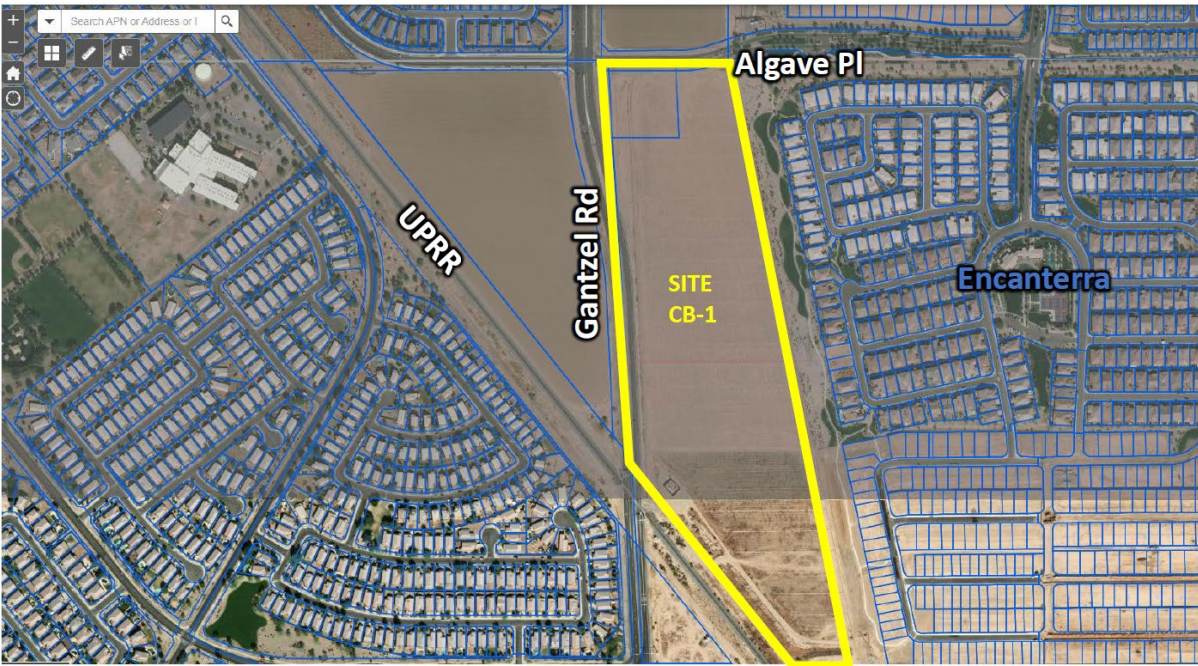 Search APN or Address or l
Algave Pl
UPRR
Gantzel Rd
Encanterra
SITE
CB-1